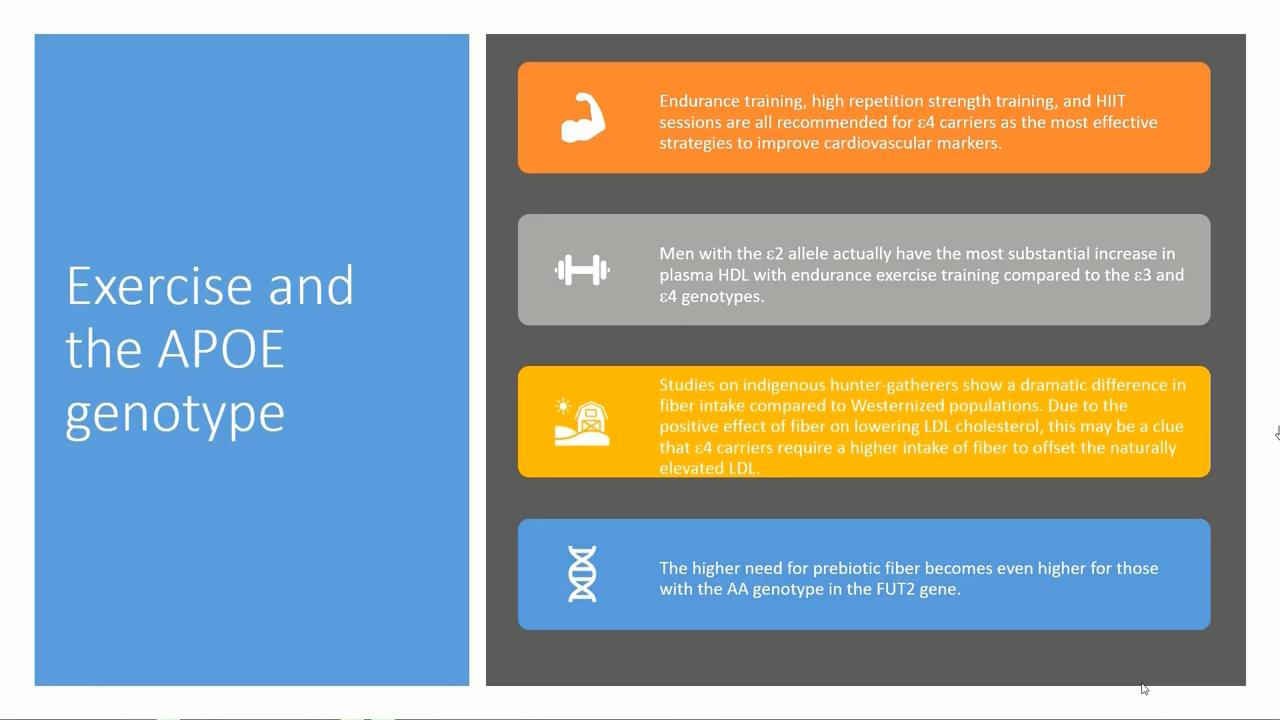 Exercise and
the APOE
genotype
Endurance training, high repetition strength training, and HIIT
sessions are all recommended for ε4 carriers as the most effective
strategies to improve cardiovascular markers.
Men with the ε2 allele actually have the most substantial increase in
plasma HDL with endurance exercise training compared to the ε3 and
ε4 genotypes.
Studies on indigenous hunter-gatherers show a dramatic difference in
fiber intake compared to Westernized populations. Due to the
positive effect of fiber on lowering LDL cholesterol, this may be a clue
that ε4 carriers require a higher intake of fiber to offset the naturally
elevated LDL.
The higher need for prebiotic fiber becomes even higher for those
with the AA genotype in the FUT2 gene.